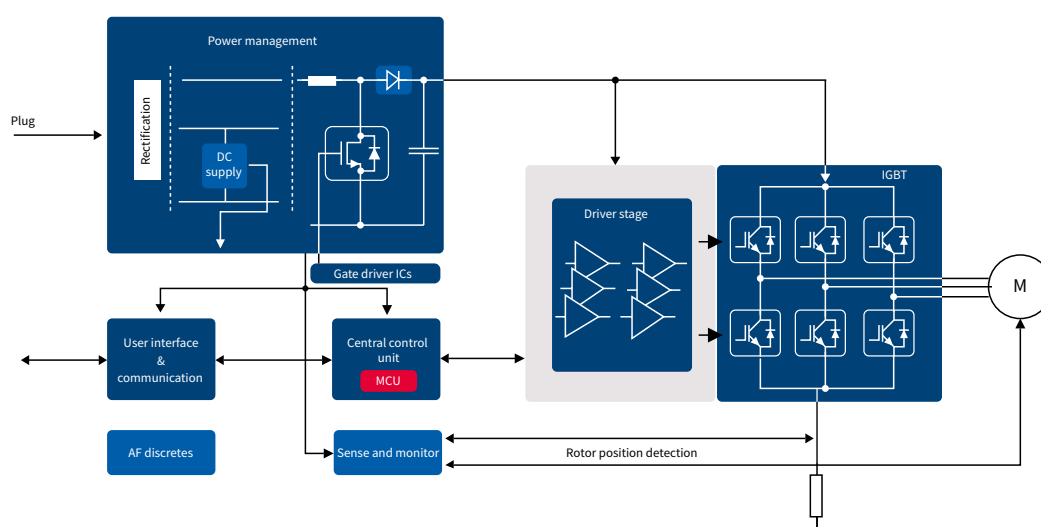 Power management
Plug
Rectification
DC
supply
IGBT
Driver stage
Gate driver ICs
M
User interface
&
communication
Central control
unit
MCU
AF discretes
Sense and monitor
Rotor position detection